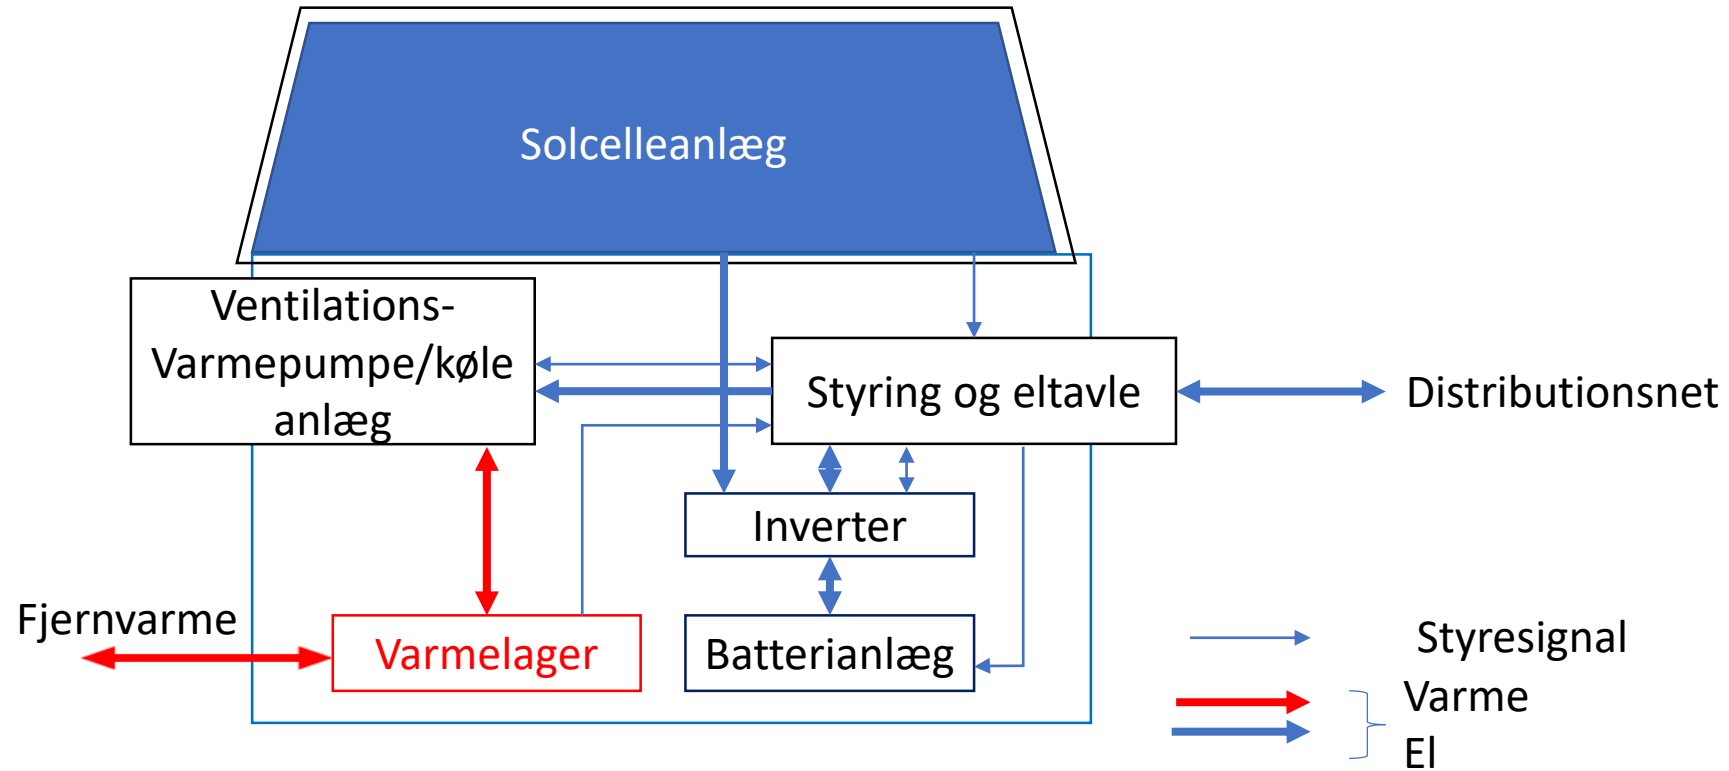 Solcelleanlæg
Ventilations-
Varmepumpe/køle
anlæg
Styring og eltavle
Distributionsnet
Inverter
Fjernvarme
Varmelager
Batterianlæg
Styresignal
Varme
El